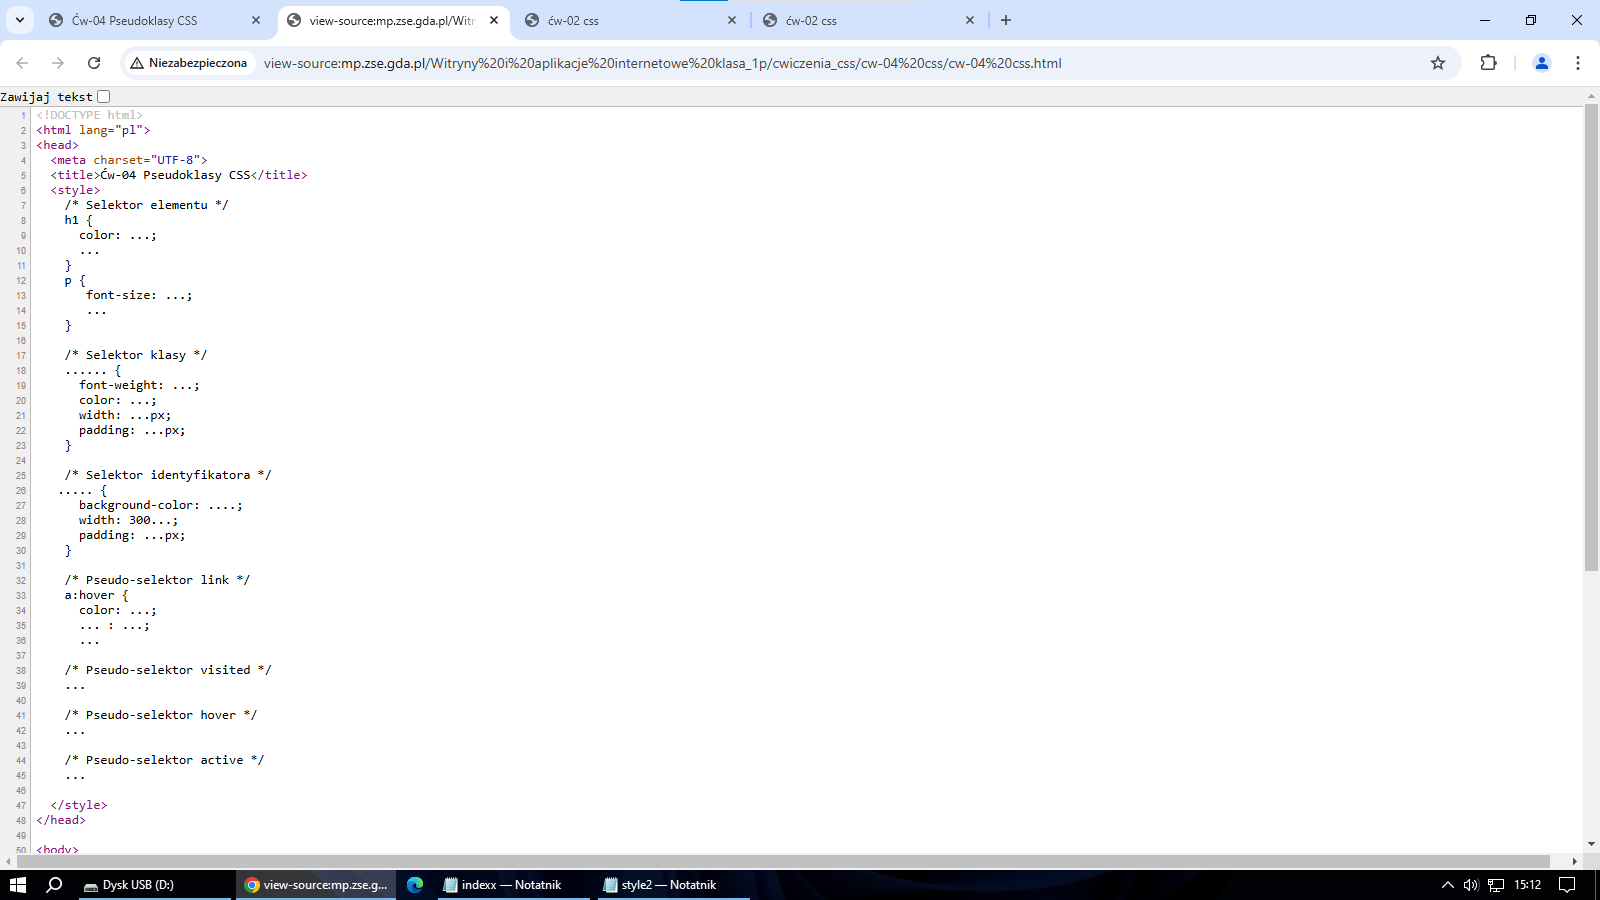 Ćw-04 Pseudoklasy CSS
view-source:mp.zse.gda.pl/Witr
ćw-02 css
ćw-02 css
Niezabezpieczona
view-source:mp.zse.gda.pl/Witryny%20i%20aplikacje%20internetowe%20klasa_1p/cwiczenia_css/cw-04%20css/cw-04%20css.html
Zawijaj tekst
1 <!DOCTYPE html>
2 <html lang="pl">
3 <head>
4 <meta charset="UTF-8">
5 <title>Ćw-04 Pseudoklasy CSS</title>
6 <style>
7 /* Selektor elementu */
8 h1 {
9 color: ...;
10 ...
11 }
12 p {
13 font-size: ...;
14 ...
15 }
16
17 /* Selektor klasy */
18 ...... {
19 font-weight: ...;
20 color: ...;
21 width: ...px;
22 padding: ...px;
23 }
24
25 /* Selektor identyfikatora */
26 ..... {
27 background-color: ....;
28 width: 300...;
29 padding: ...px;
30 }
31
32 /* Pseudo-selektor link */
33 a:hover {
34 color: ...;
35 ... : ...;
36 ...
37
38 /* Pseudo-selektor visited */
39 ...
40
41 /* Pseudo-selektor hover */
42 ...
43
44 /* Pseudo-selektor active */
45 ...
46
47 </style>
48 </head>
49
50 <body>
Dysk USB (D:)
view-source:mp.zse.g...
indexx — Notatnik
style2 — Notatnik
15:12